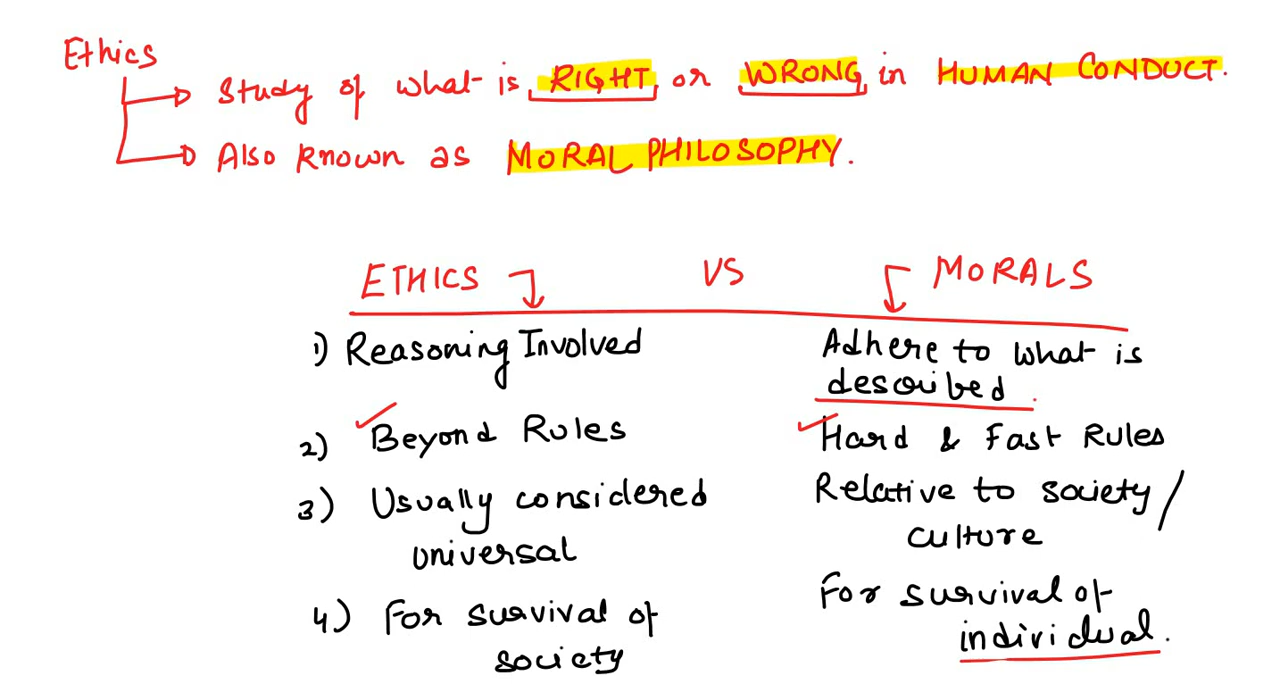 Ethics
Study of what is RIGHT or WRONG in HUMAN CONDUCT.
Also known as MORAL PHILOSOPHY.
ETHICS VS MORALS
1) Reasoning Involved
Adhere to what is
described.
2) Beyond Rules
Hard & Fast Rules
3) Usually considered
universal
Relative to society/
culture
4) For survival of
society
For survival of
individual.